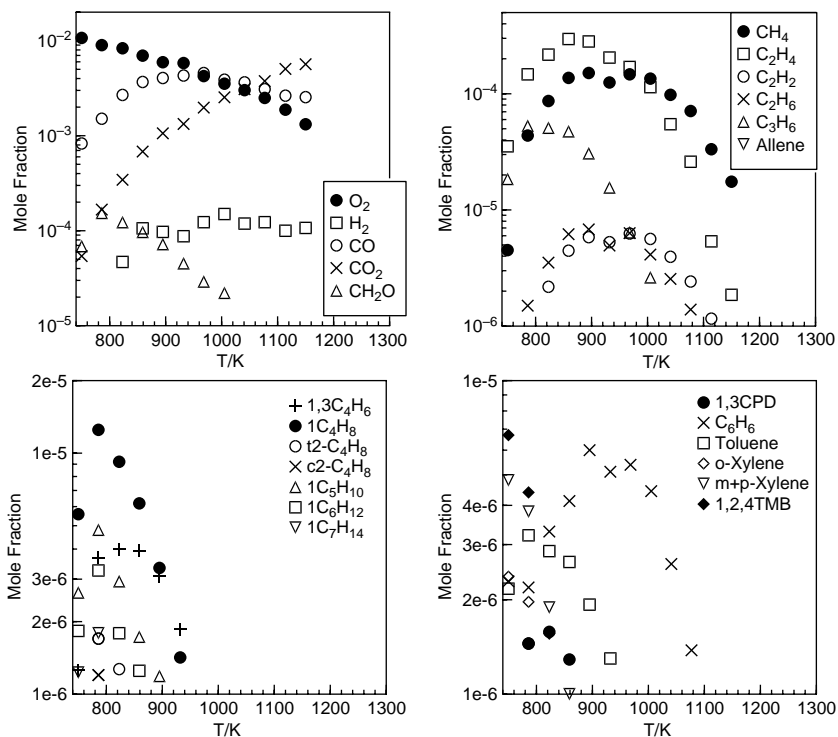 10⁻²
10⁻³
10⁻⁴
10⁻⁵
Mole Fraction
800 900 1000 1100 1200 1300
T/K
O₂
H₂
CO
CO₂
CH₂O
10⁻⁴
10⁻⁵
10⁻⁶
Mole Fraction
800 900 1000 1100 1200 1300
T/K
CH₄
C₂H₄
C₂H₂
C₂H₆
C₃H₆
Allene
2e-5
1e-5
3e-6
2e-6
1e-6
Mole Fraction
800 900 1000 1100 1200 1300
T/K
1,3C₄H₆
1C₄H₈
t2-C₄H₈
c2-C₄H₈
1C₅H₁₀
1C₆H₁₂
1C₇H₁₄
1e-5
4e-6
3e-6
2e-6
1e-6
Mole Fraction
800 900 1000 1100 1200 1300
T/K
1,3CPD
C₆H₆
Toluene
o-Xylene
m+p-Xylene
1,2,4TMB